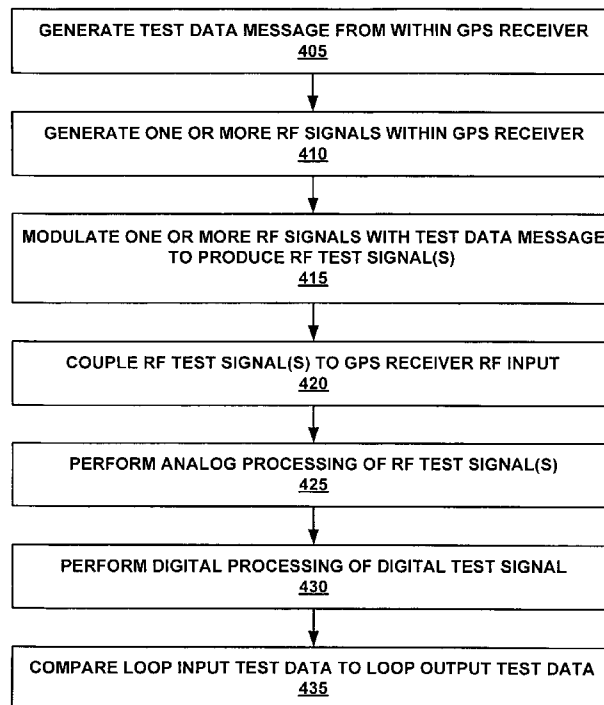 GENERATE TEST DATA MESSAGE FROM WITHIN GPS RECEIVER
405
GENERATE ONE OR MORE RF SIGNALS WITHIN GPS RECEIVER
410
MODULATE ONE OR MORE RF SIGNALS WITH TEST DATA MESSAGE
TO PRODUCE RF TEST SIGNAL(S)
415
COUPLE RF TEST SIGNAL(S) TO GPS RECEIVER RF INPUT
420
PERFORM ANALOG PROCESSING OF RF TEST SIGNAL(S)
425
PERFORM DIGITAL PROCESSING OF DIGITAL TEST SIGNAL
430
COMPARE LOOP INPUT TEST DATA TO LOOP OUTPUT TEST DATA
435